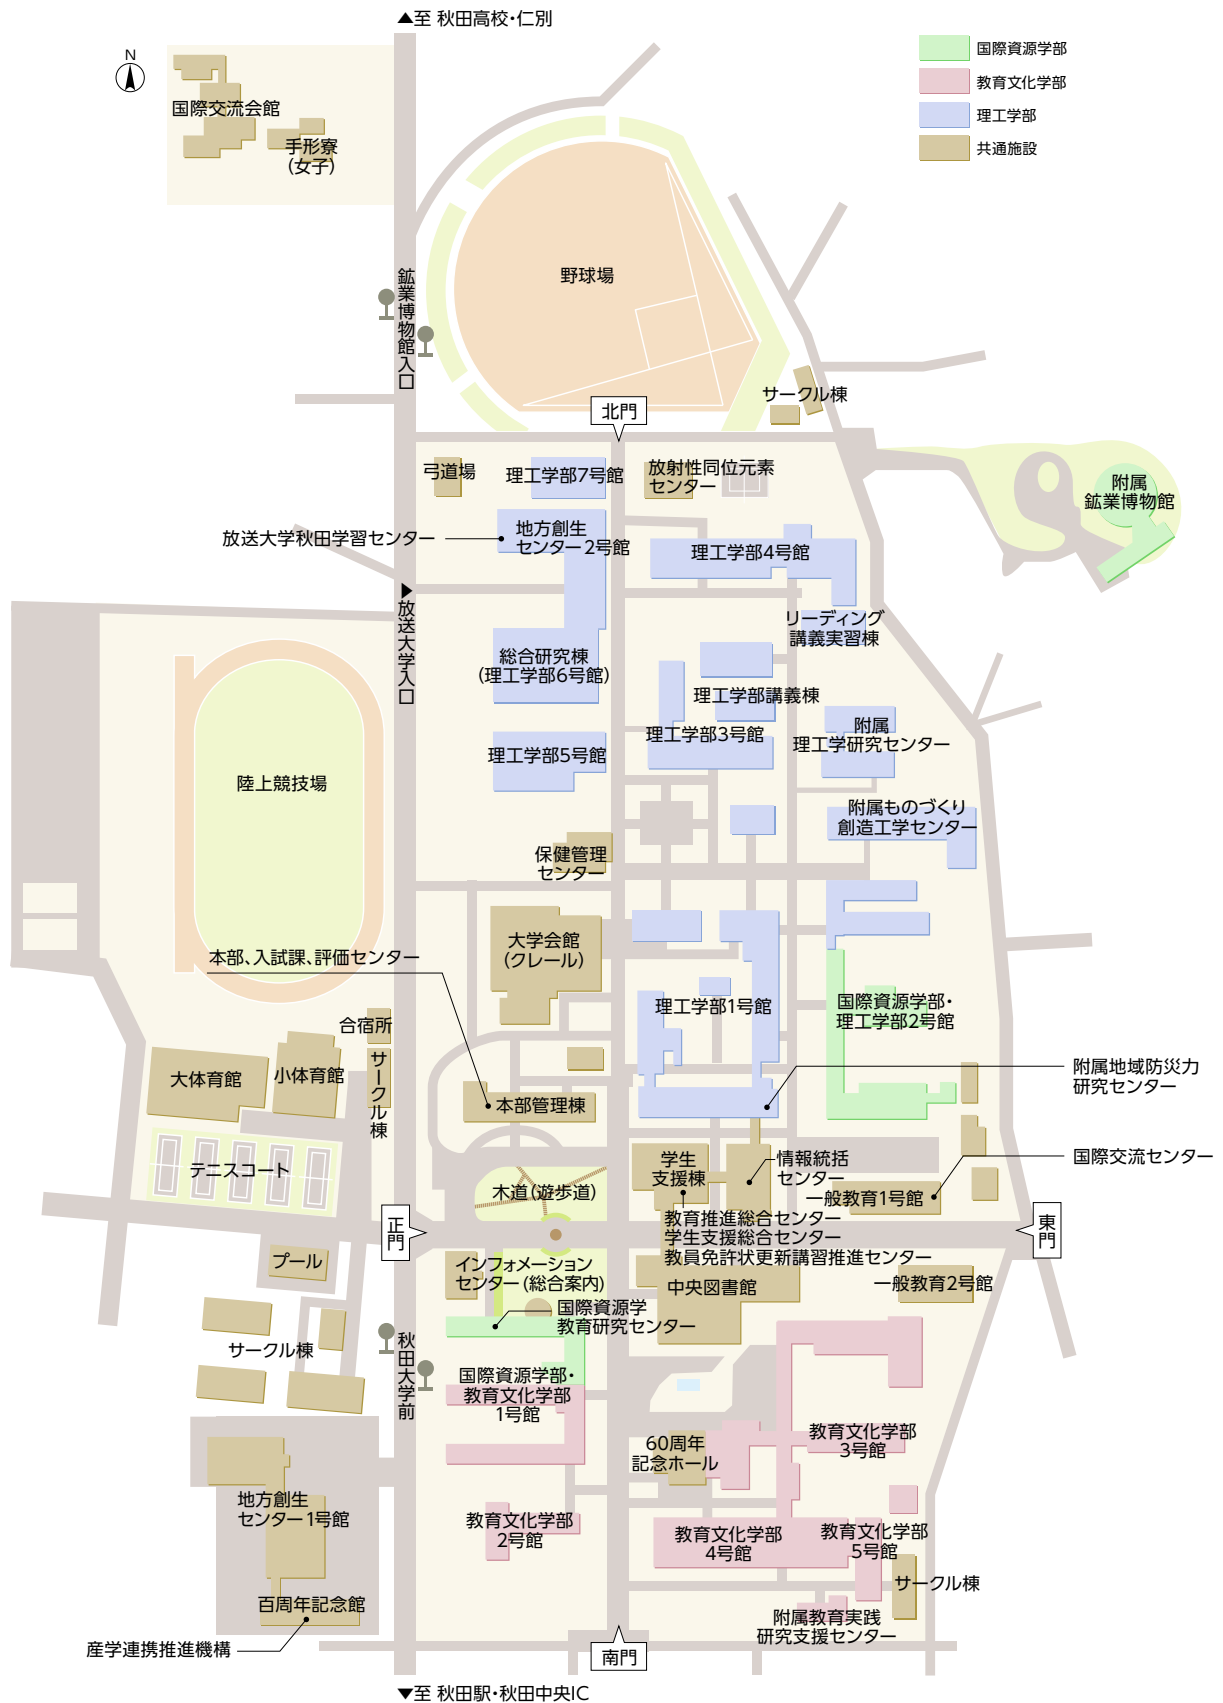 ▲至 秋田高校・仁別
N
国際資源学部
教育文化学部
理工学部
共通施設
国際交流会館
手形寮
(女子)
野球場
鉱業博物館入口
サークル棟
北門
弓道場
理工学部7号館
放射性同位元素
センター
附属
鉱業博物館
放送大学秋田学習センター
地方創生
センター2号館
理工学部4号館
▶放送大学入口
リーディング
講義実習棟
総合研究棟
(理工学部6号館)
理工学部講義棟
理工学部3号館
附属
理工学研究センター
理工学部5号館
陸上競技場
附属ものづくり
創造工学センター
保健管理
センター
大学会館
(クレール)
本部、入試課、評価センター
理工学部1号館
国際資源学部・
理工学部2号館
合宿所
サークル棟
大体育館
小体育館
附属地域防災力
研究センター
本部管理棟
学生
支援棟
情報統括
センター
国際交流センター
テニスコート
木道(遊歩道)
一般教育1号館
教育推進総合センター
学生支援総合センター
教員免許状更新講習推進センター
正門
東門
プール
インフォメーション
センター(総合案内)
中央図書館
一般教育2号館
国際資源学
教育研究センター
サークル棟
秋田大学前
国際資源学部・
教育文化学部
1号館
60周年
記念ホール
教育文化学部
3号館
地方創生
センター1号館
教育文化学部
2号館
教育文化学部
4号館
教育文化学部
5号館
サークル棟
百周年記念館
附属教育実践
研究支援センター
産学連携推進機構
南門
▼至 秋田駅・秋田中央IC